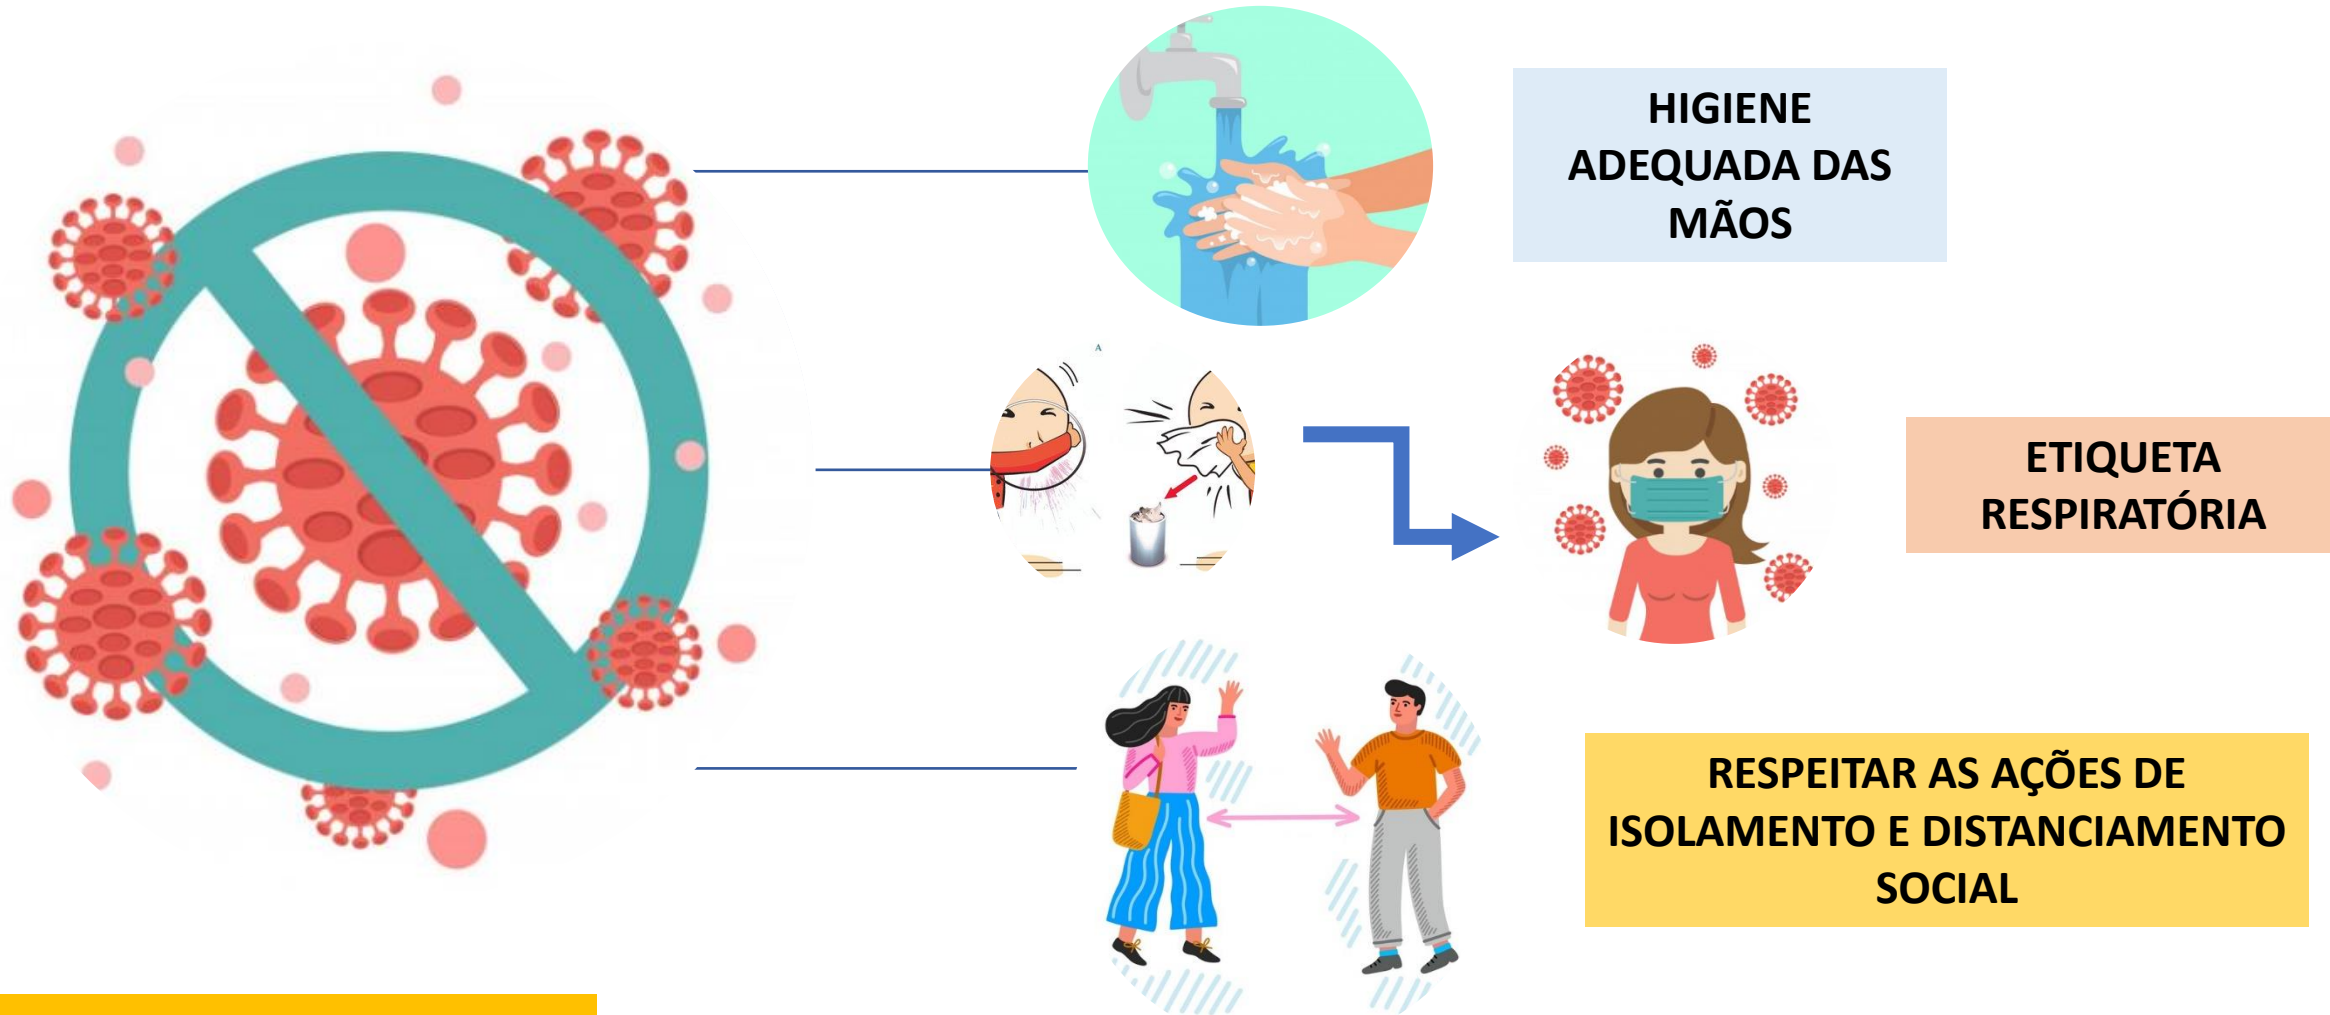 HIGIENE
ADEQUADA DAS
MÃOS
A
ETIQUETA
RESPIRATÓRIA
RESPEITAR AS AÇÕES DE
ISOLAMENTO E DISTANCIAMENTO
SOCIAL